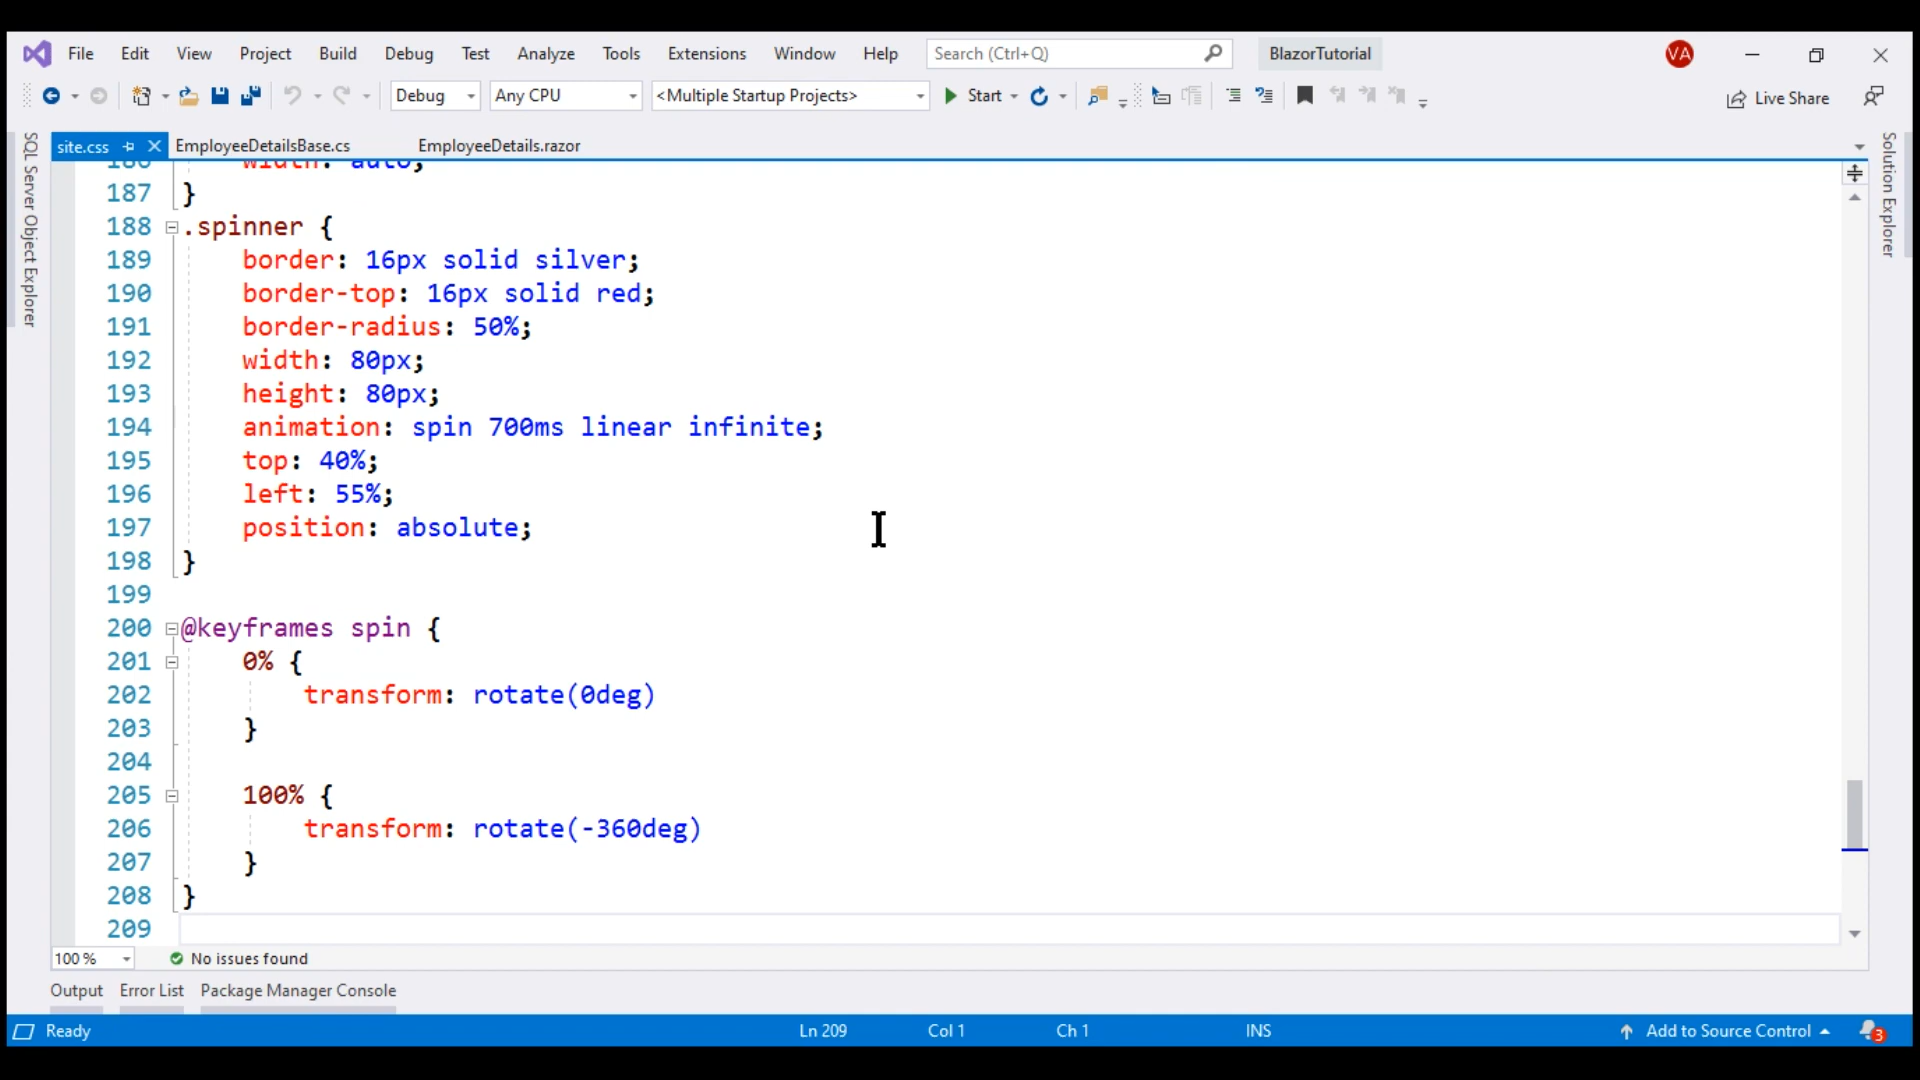 File Edit View Project Build Debug Test Analyze Tools Extensions Window Help Search (Ctrl+Q) BlazorTutorial VA
Debug Any CPU <Multiple Startup Projects> Start Live Share
SQL Server Object Explorer
Solution Explorer
site.css EmployeeDetailsBase.cs EmployeeDetails.razor
186 width: auto;
187 }
188 .spinner {
189 border: 16px solid silver;
190 border-top: 16px solid red;
191 border-radius: 50%;
192 width: 80px;
193 height: 80px;
194 animation: spin 700ms linear infinite;
195 top: 40%;
196 left: 55%;
197 position: absolute;
198 }
199
200 @keyframes spin {
201 0% {
202 transform: rotate(0deg)
203 }
204
205 100% {
206 transform: rotate(-360deg)
207 }
208 }
209
100 % No issues found
Output Error List Package Manager Console
Ready Ln 209 Col 1 Ch 1 INS Add to Source Control 3